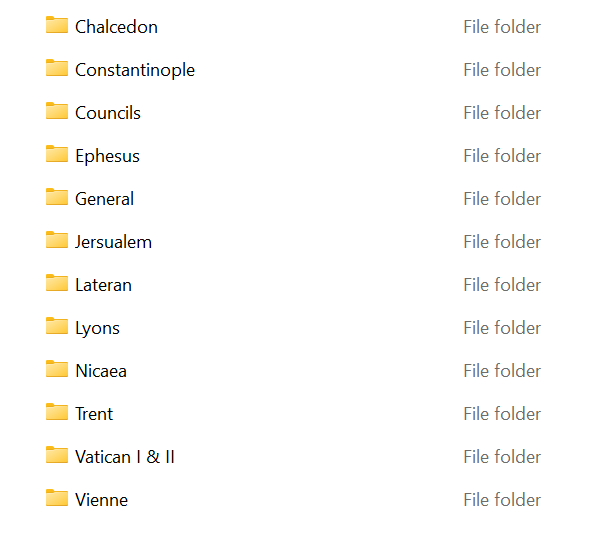 Chalcedon File folder
Constantinople File folder
Councils File folder
Ephesus File folder
General File folder
Jersualem File folder
Lateran File folder
Lyons File folder
Nicaea File folder
Trent File folder
Vatican I & II File folder
Vienne File folder